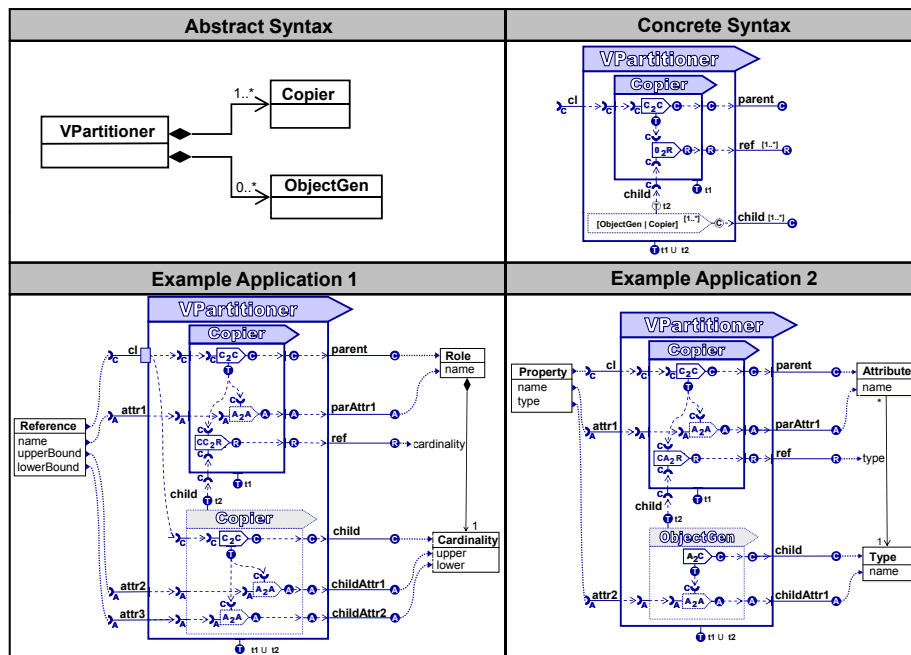 Abstract Syntax
Concrete Syntax
VPartitioner
1..*
Copier
0..*
ObjectGen
VPartitioner
Copier
cl
C
C
C
C₂C
C
C
parent
C
T
C
0₂R
R
R
ref [1..*]
R
C
child
T
t1
T
t2
[ObjectGen | Copier]
[1..*]
C
child [1..*]
C
T
t1 U t2
Example Application 1
Example Application 2
VPartitioner
Copier
cl
C
C
C
C₂C
C
C
parent
C
Role
name
T
C
C
attr1
A
A
A
A₂A
A
A
parAttr1
A
Reference
name
upperBound
lowerBound
CC₂R
R
R
ref
R
cardinality
C
child
T
t1
T
t2
Copier
C
C
C₂C
C
C
child
C
1
Cardinality
upper
lower
T
C
attr2
A
A
A
A₂A
A
A
childAttr1
A
C
attr3
A
A
A
A₂A
A
A
childAttr2
A
T
t1 U t2
VPartitioner
Copier
Property
name
type
cl
C
C
C
C₂C
C
C
parent
C
Attribute
name
*
T
C
C
attr1
A
A
A
A₂A
A
A
parAttr1
A
CA₂R
R
R
ref
R
type
C
child
T
t1
T
t2
ObjectGen
A₂C
C
C
child
C
1
Type
name
T
C
attr2
A
A
A
A₂A
A
A
childAttr1
A
T
t1 U t2